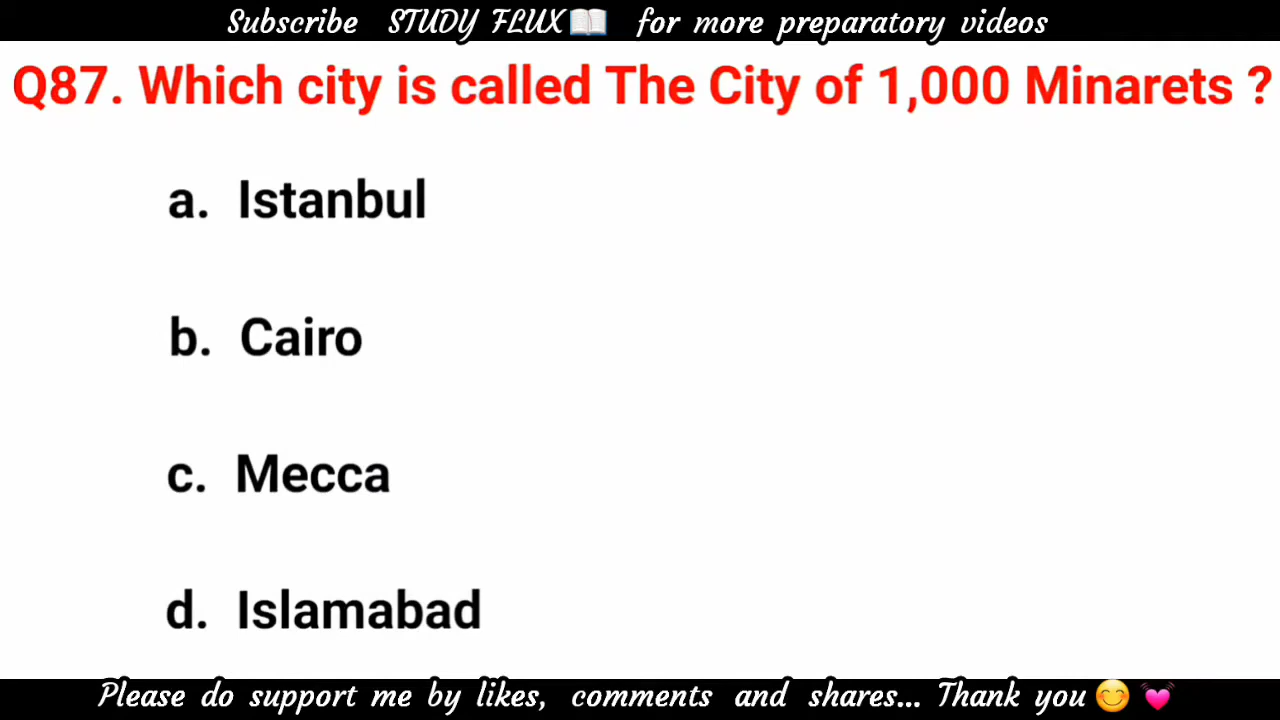 Subscribe STUDY FLUX📖 for more preparatory videos
Q87. Which city is called The City of 1,000 Minarets ?
a. Istanbul
b. Cairo
c. Mecca
d. Islamabad
Please do support me by likes, comments and shares... Thank you😊💓